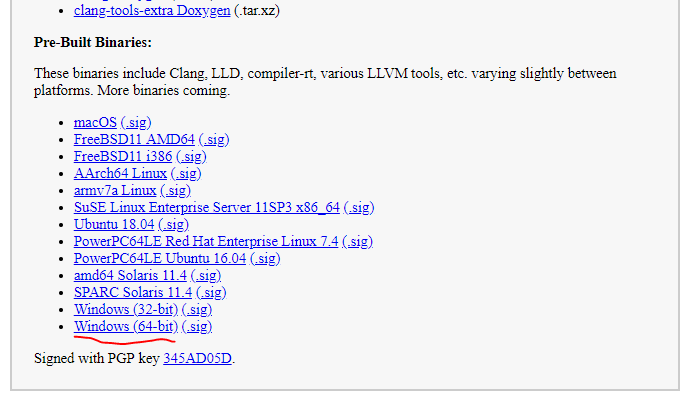 clang-tools-extra Doxygen (.tar.xz)
Pre-Built Binaries:
These binaries include Clang, LLD, compiler-rt, various LLVM tools, etc. varying slightly between
platforms. More binaries coming.
macOS (.sig)
FreeBSD11 AMD64 (.sig)
FreeBSD11 i386 (.sig)
AArch64 Linux (.sig)
armv7a Linux (.sig)
SuSE Linux Enterprise Server 11SP3 x86_64 (.sig)
Ubuntu 18.04 (.sig)
PowerPC64LE Red Hat Enterprise Linux 7.4 (.sig)
PowerPC64LE Ubuntu 16.04 (.sig)
amd64 Solaris 11.4 (.sig)
SPARC Solaris 11.4 (.sig)
Windows (32-bit) (.sig)
Windows (64-bit) (.sig)
Signed with PGP key 345AD05D.